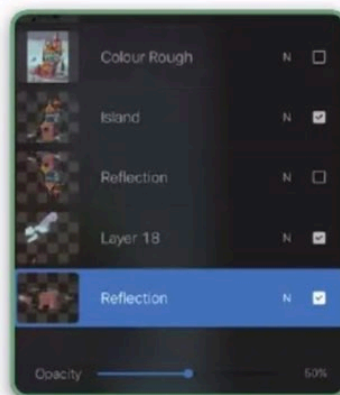 Colour Rough N
Island N
Reflection N
Layer 18 N
Reflection N
Opacity 50%